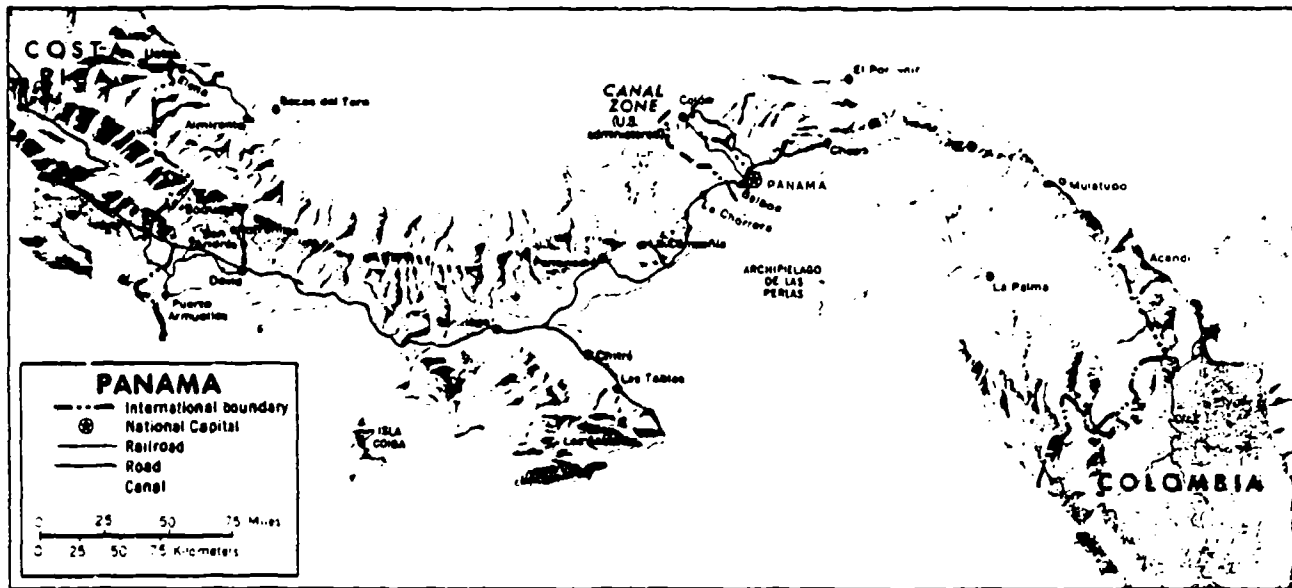 COSTA
RICA
Bocas del Toro
Almirante
David
Puerto
Armuelles
CANAL
ZONE
(U.S.
administered)
Colón
El Porvenir
Chepo
PANAMA
Balboa
La Chorrera
Mulatupo
Acandí
La Palma
ARCHIPIELAGO
DE LAS
PERLAS
Chitré
Las Tablas
ISLA
COIBA
COLOMBIA
PANAMA
International boundary
National Capital
Railroad
Road
Canal
0 25 50 75 Miles
0 25 50 75 Kilometers